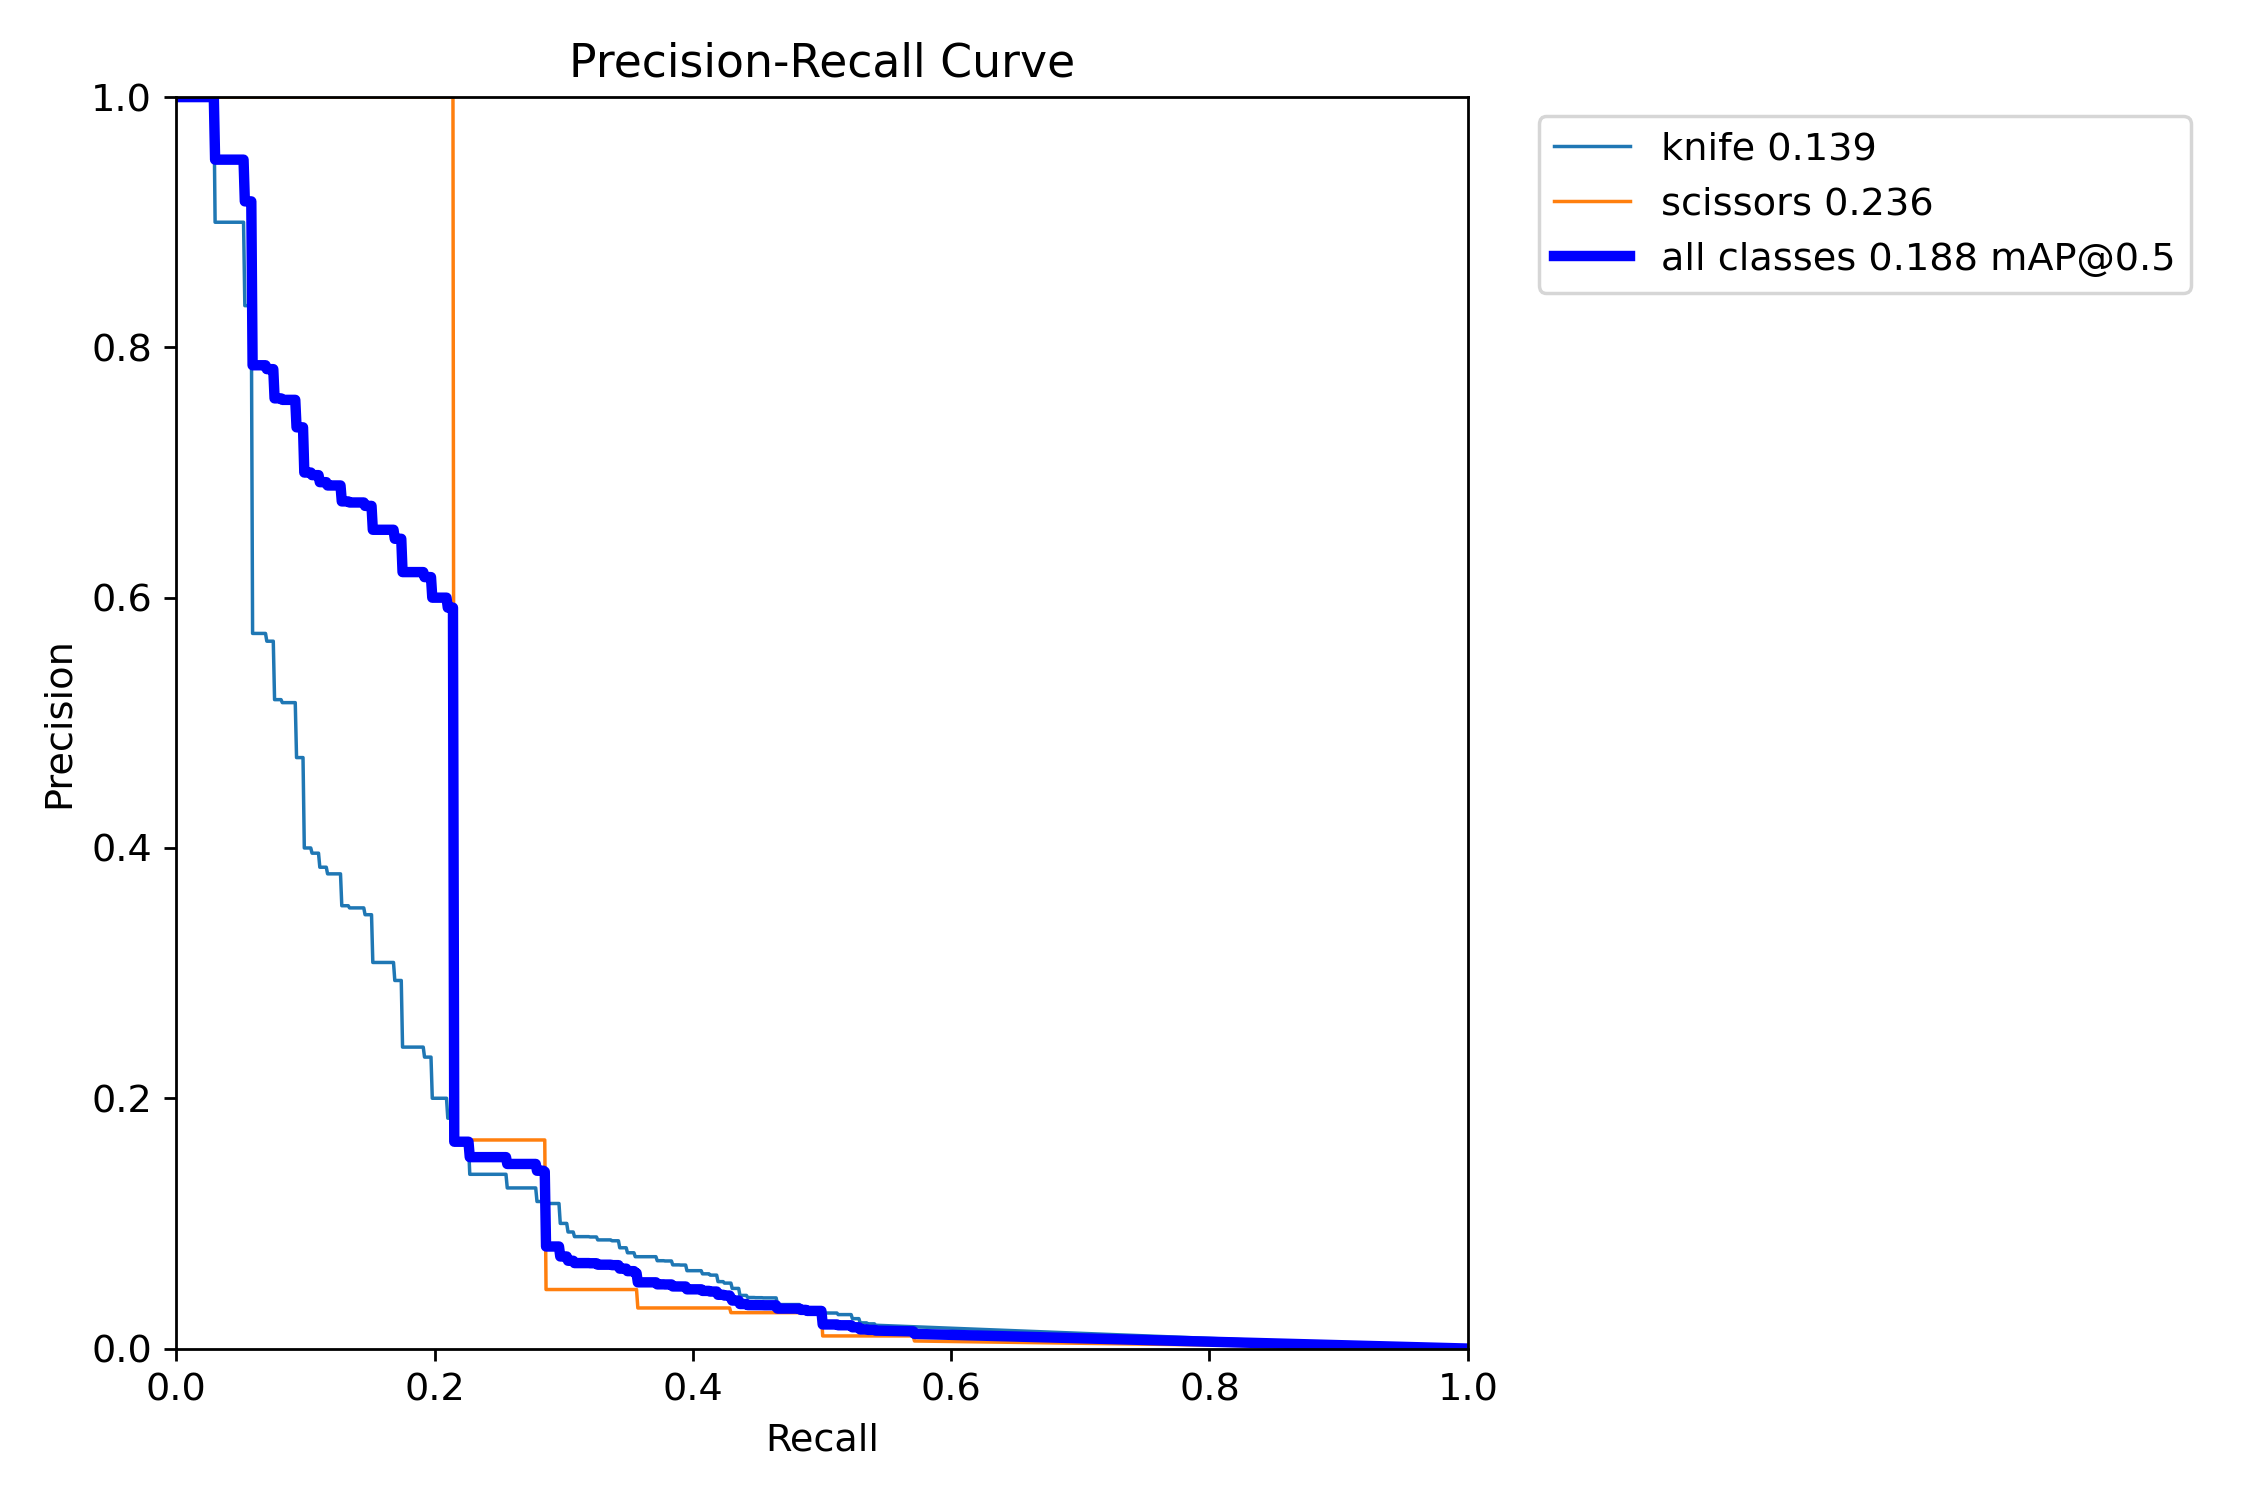 Precision-Recall Curve
1.0
0.8
0.6
0.4
0.2
0.0
Precision
0.0 0.2 0.4 0.6 0.8 1.0
Recall
knife 0.139
scissors 0.236
all classes 0.188 mAP@0.5